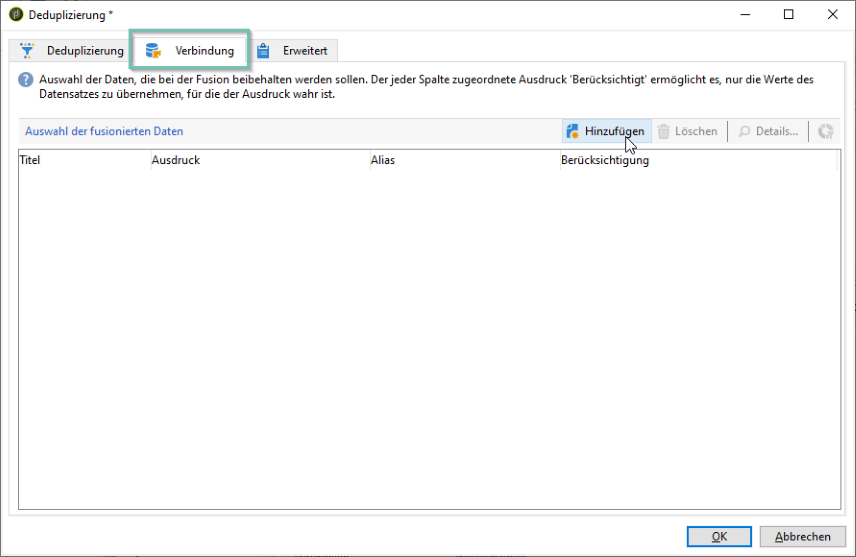 Deduplizierung *
Deduplizierung Verbindung Erweitert
Auswahl der Daten, die bei der Fusion beibehalten werden sollen. Der jeder Spalte zugeordnete Ausdruck 'Berücksichtigt' ermöglicht es, nur die Werte des
Datensatzes zu übernehmen, für die der Ausdruck wahr ist.
Auswahl der fusionierten Daten Hinzufügen Löschen Details...
Titel Ausdruck Alias Berücksichtigung
OK Abbrechen